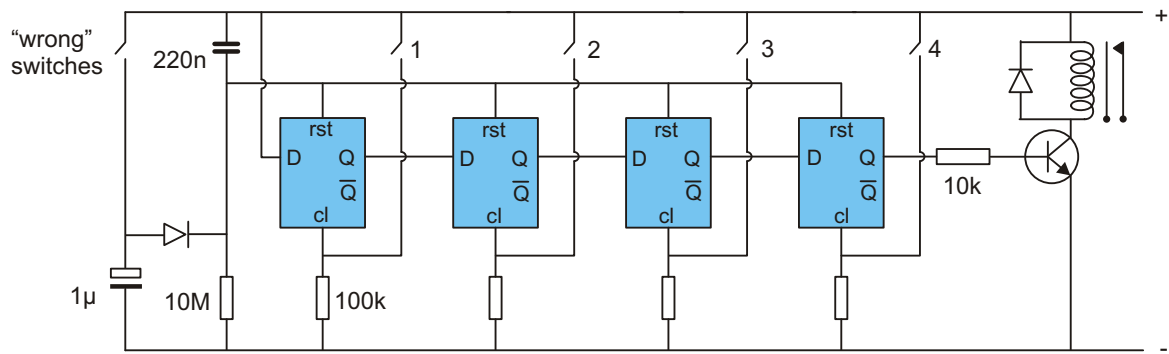 +
“wrong”
switches
220n
1
2
3
4
rst
D
Q
Q̅
cl
rst
D
Q
Q̅
cl
rst
D
Q
Q̅
cl
rst
D
Q
Q̅
cl
10k
1µ
10M
100k
-